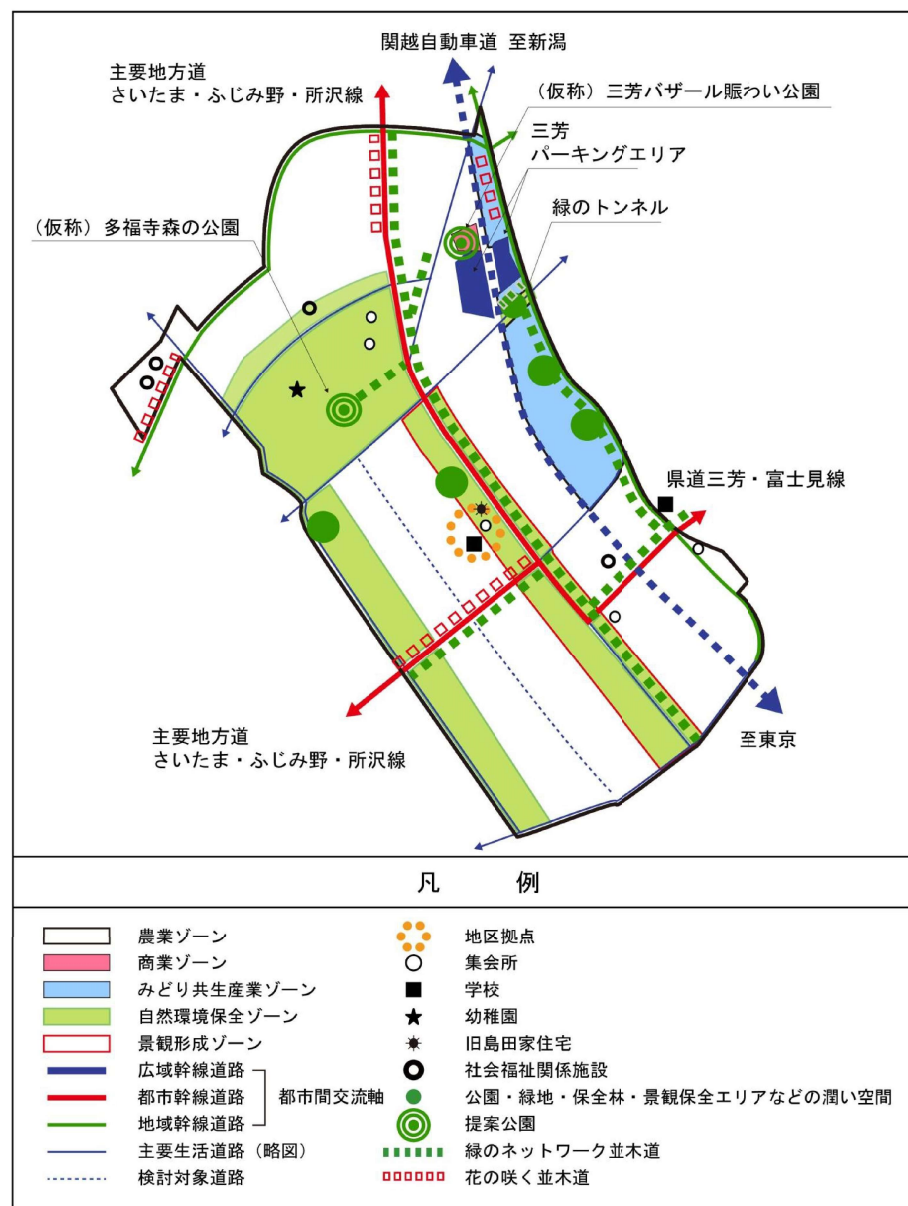 関越自動車道 至新潟
主要地方道
さいたま・ふじみ野・所沢線
（仮称）三芳バザール賑わい公園
三芳
パーキングエリア
緑のトンネル
（仮称）多福寺森の公園
県道三芳・富士見線
主要地方道
さいたま・ふじみ野・所沢線
至東京
凡　例
農業ゾーン
商業ゾーン
みどり共生産業ゾーン
自然環境保全ゾーン
景観形成ゾーン
広域幹線道路
都市幹線道路
地域幹線道路
都市間交流軸
主要生活道路（略図）
検討対象道路
地区拠点
集会所
学校
幼稚園
旧島田家住宅
社会福祉関係施設
公園・緑地・保全林・景観保全エリアなどの潤い空間
提案公園
緑のネットワーク並木道
花の咲く並木道